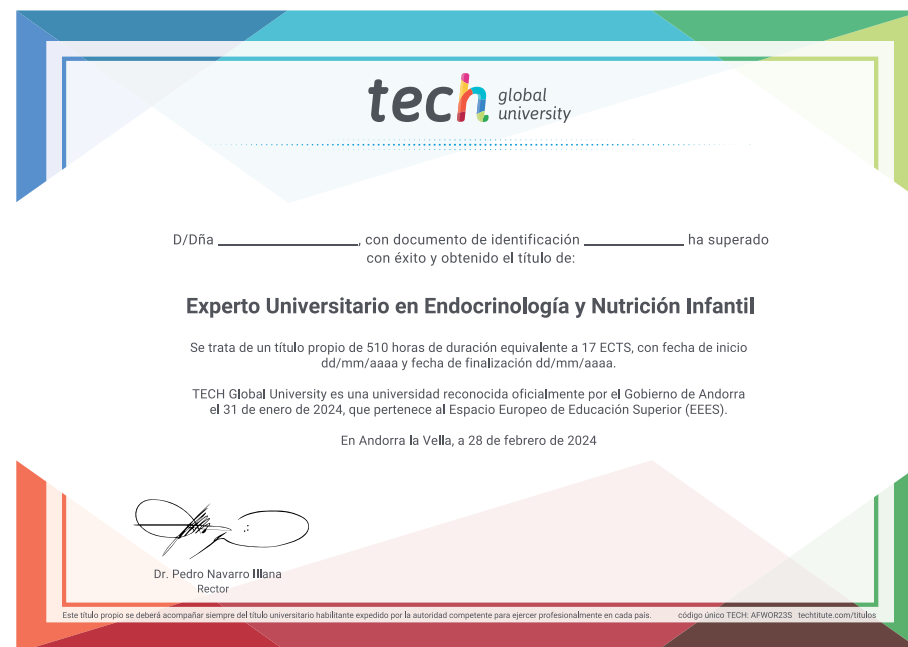 tech global university
D/Dña ______________, con documento de identificación __________ ha superado
con éxito y obtenido el título de:
Experto Universitario en Endocrinología y Nutrición Infantil
Se trata de un título propio de 510 horas de duración equivalente a 17 ECTS, con fecha de inicio
dd/mm/aaaa y fecha de finalización dd/mm/aaaa.
TECH Global University es una universidad reconocida oficialmente por el Gobierno de Andorra
el 31 de enero de 2024, que pertenece al Espacio Europeo de Educación Superior (EEES).
En Andorra la Vella, a 28 de febrero de 2024
Dr. Pedro Navarro Illana
Rector
Este título propio se deberá acompañar siempre del título universitario habilitante expedido por la autoridad competente para ejercer profesionalmente en cada país. código único TECH: AFWOR23S techtitute.com/titulos